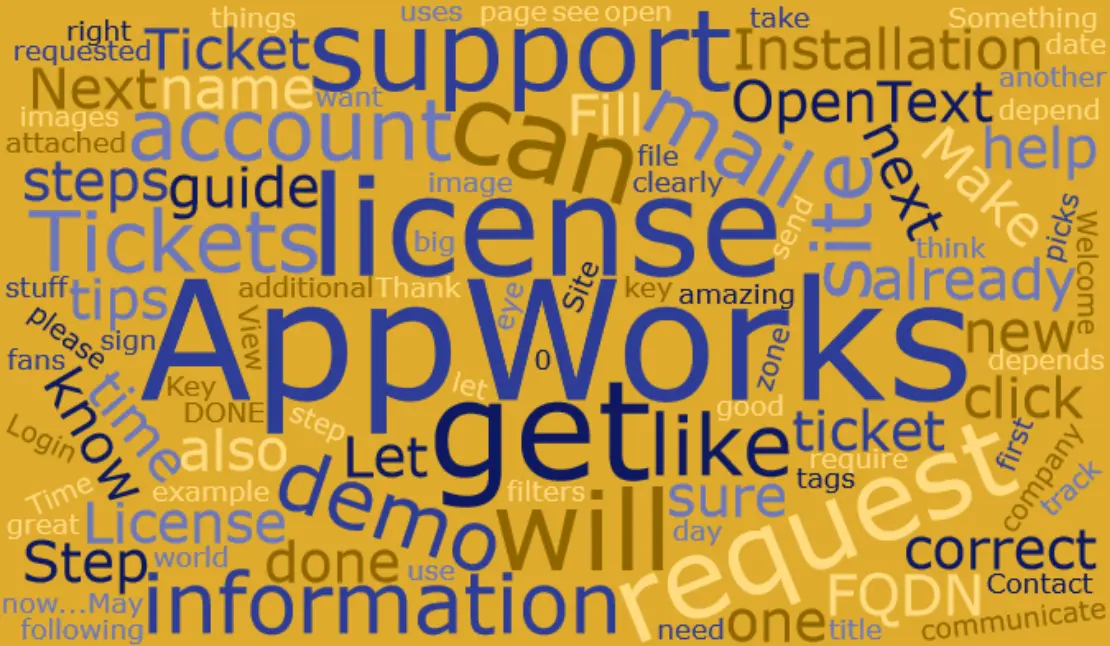 things
uses
page see open
take
Something
right
requested
Ticket
support
Installation
date
another
Next
name
want
OpenText
depend
images
attached
account
can
Fill
maile
next
Make
help
file
clearly
steps
guide
image
license
site
send
picks
Welcome
Tickets
big
think
already
stuff
tips
additional
Thank
eye
Site
key
amazing
AppWorks
new
please
sign
View
0
zone
depends
fans
know
time
Key
DONE
let
get
good
click
step
Let
like
ticket
first
Login
also
require
company
tags
track
Time
example
demo
filters
will
sure
request
great
License
day
correct
Step
world
done
use
Contact
now...May
information
FQDN
following
need
one
title
communicate